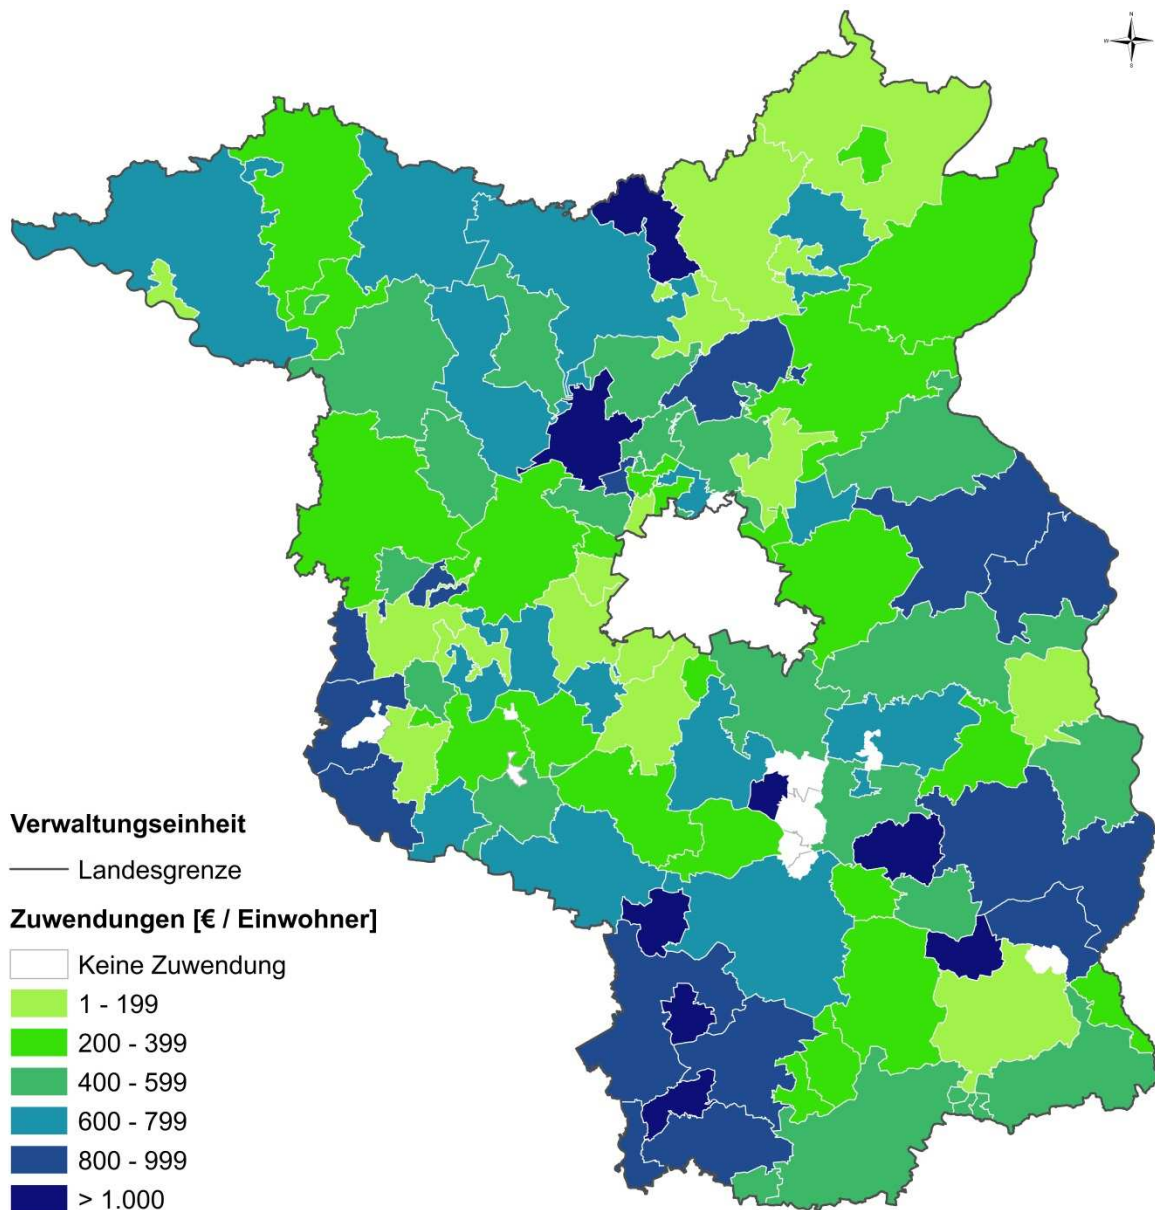 N
W
S
Verwaltungseinheit
Landesgrenze
Zuwendungen [€ / Einwohner]
Keine Zuwendung
1 - 199
200 - 399
400 - 599
600 - 799
800 - 999
> 1.000